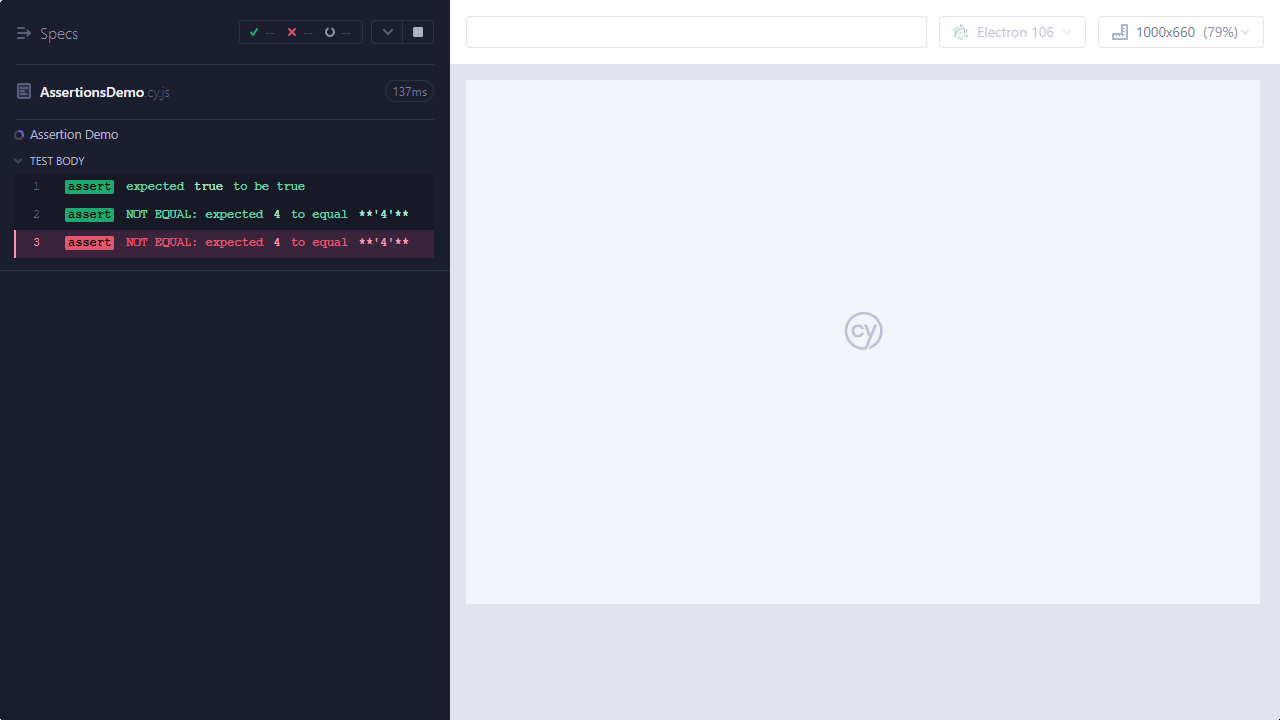 Specs -- -- --
AssertionsDemo.cy.js 137ms
Assertion Demo
TEST BODY
1 assert expected true to be true
2 assert NOT EQUAL: expected 4 to equal **'4'**
3 assert NOT EQUAL: expected 4 to equal **'4'**
Electron 106 1000x660 (79%)
cy